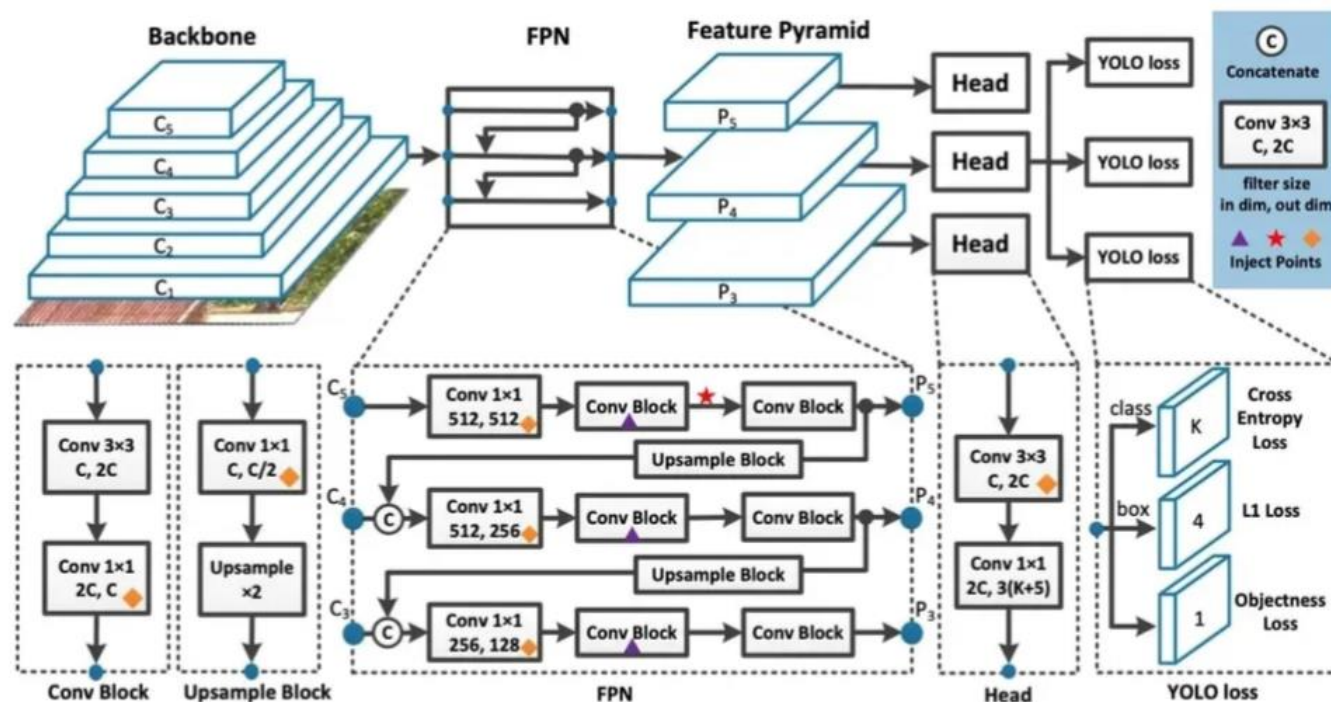 Backbone
FPN
Feature Pyramid
C5
C4
C3
C2
C1
P5
P4
P3
Head
Head
Head
YOLO loss
YOLO loss
YOLO loss
C
Concatenate
Conv 3×3
C, 2C
filter size
in dim, out dim
Inject Points
Conv 3×3
C, 2C
Conv 1×1
2C, C
Conv Block
Conv 1×1
C, C/2
Upsample
×2
Upsample Block
C5
Conv 1×1
512, 512
Conv Block
Conv Block
P5
Upsample Block
C4
C
Conv 1×1
512, 256
Conv Block
Conv Block
P4
Upsample Block
C3
C
Conv 1×1
256, 128
Conv Block
Conv Block
P3
FPN
Conv 3×3
C, 2C
Conv 1×1
2C, 3(K+5)
Head
class
K
Cross
Entropy
Loss
box
4
L1 Loss
1
Objectness
Loss
YOLO loss